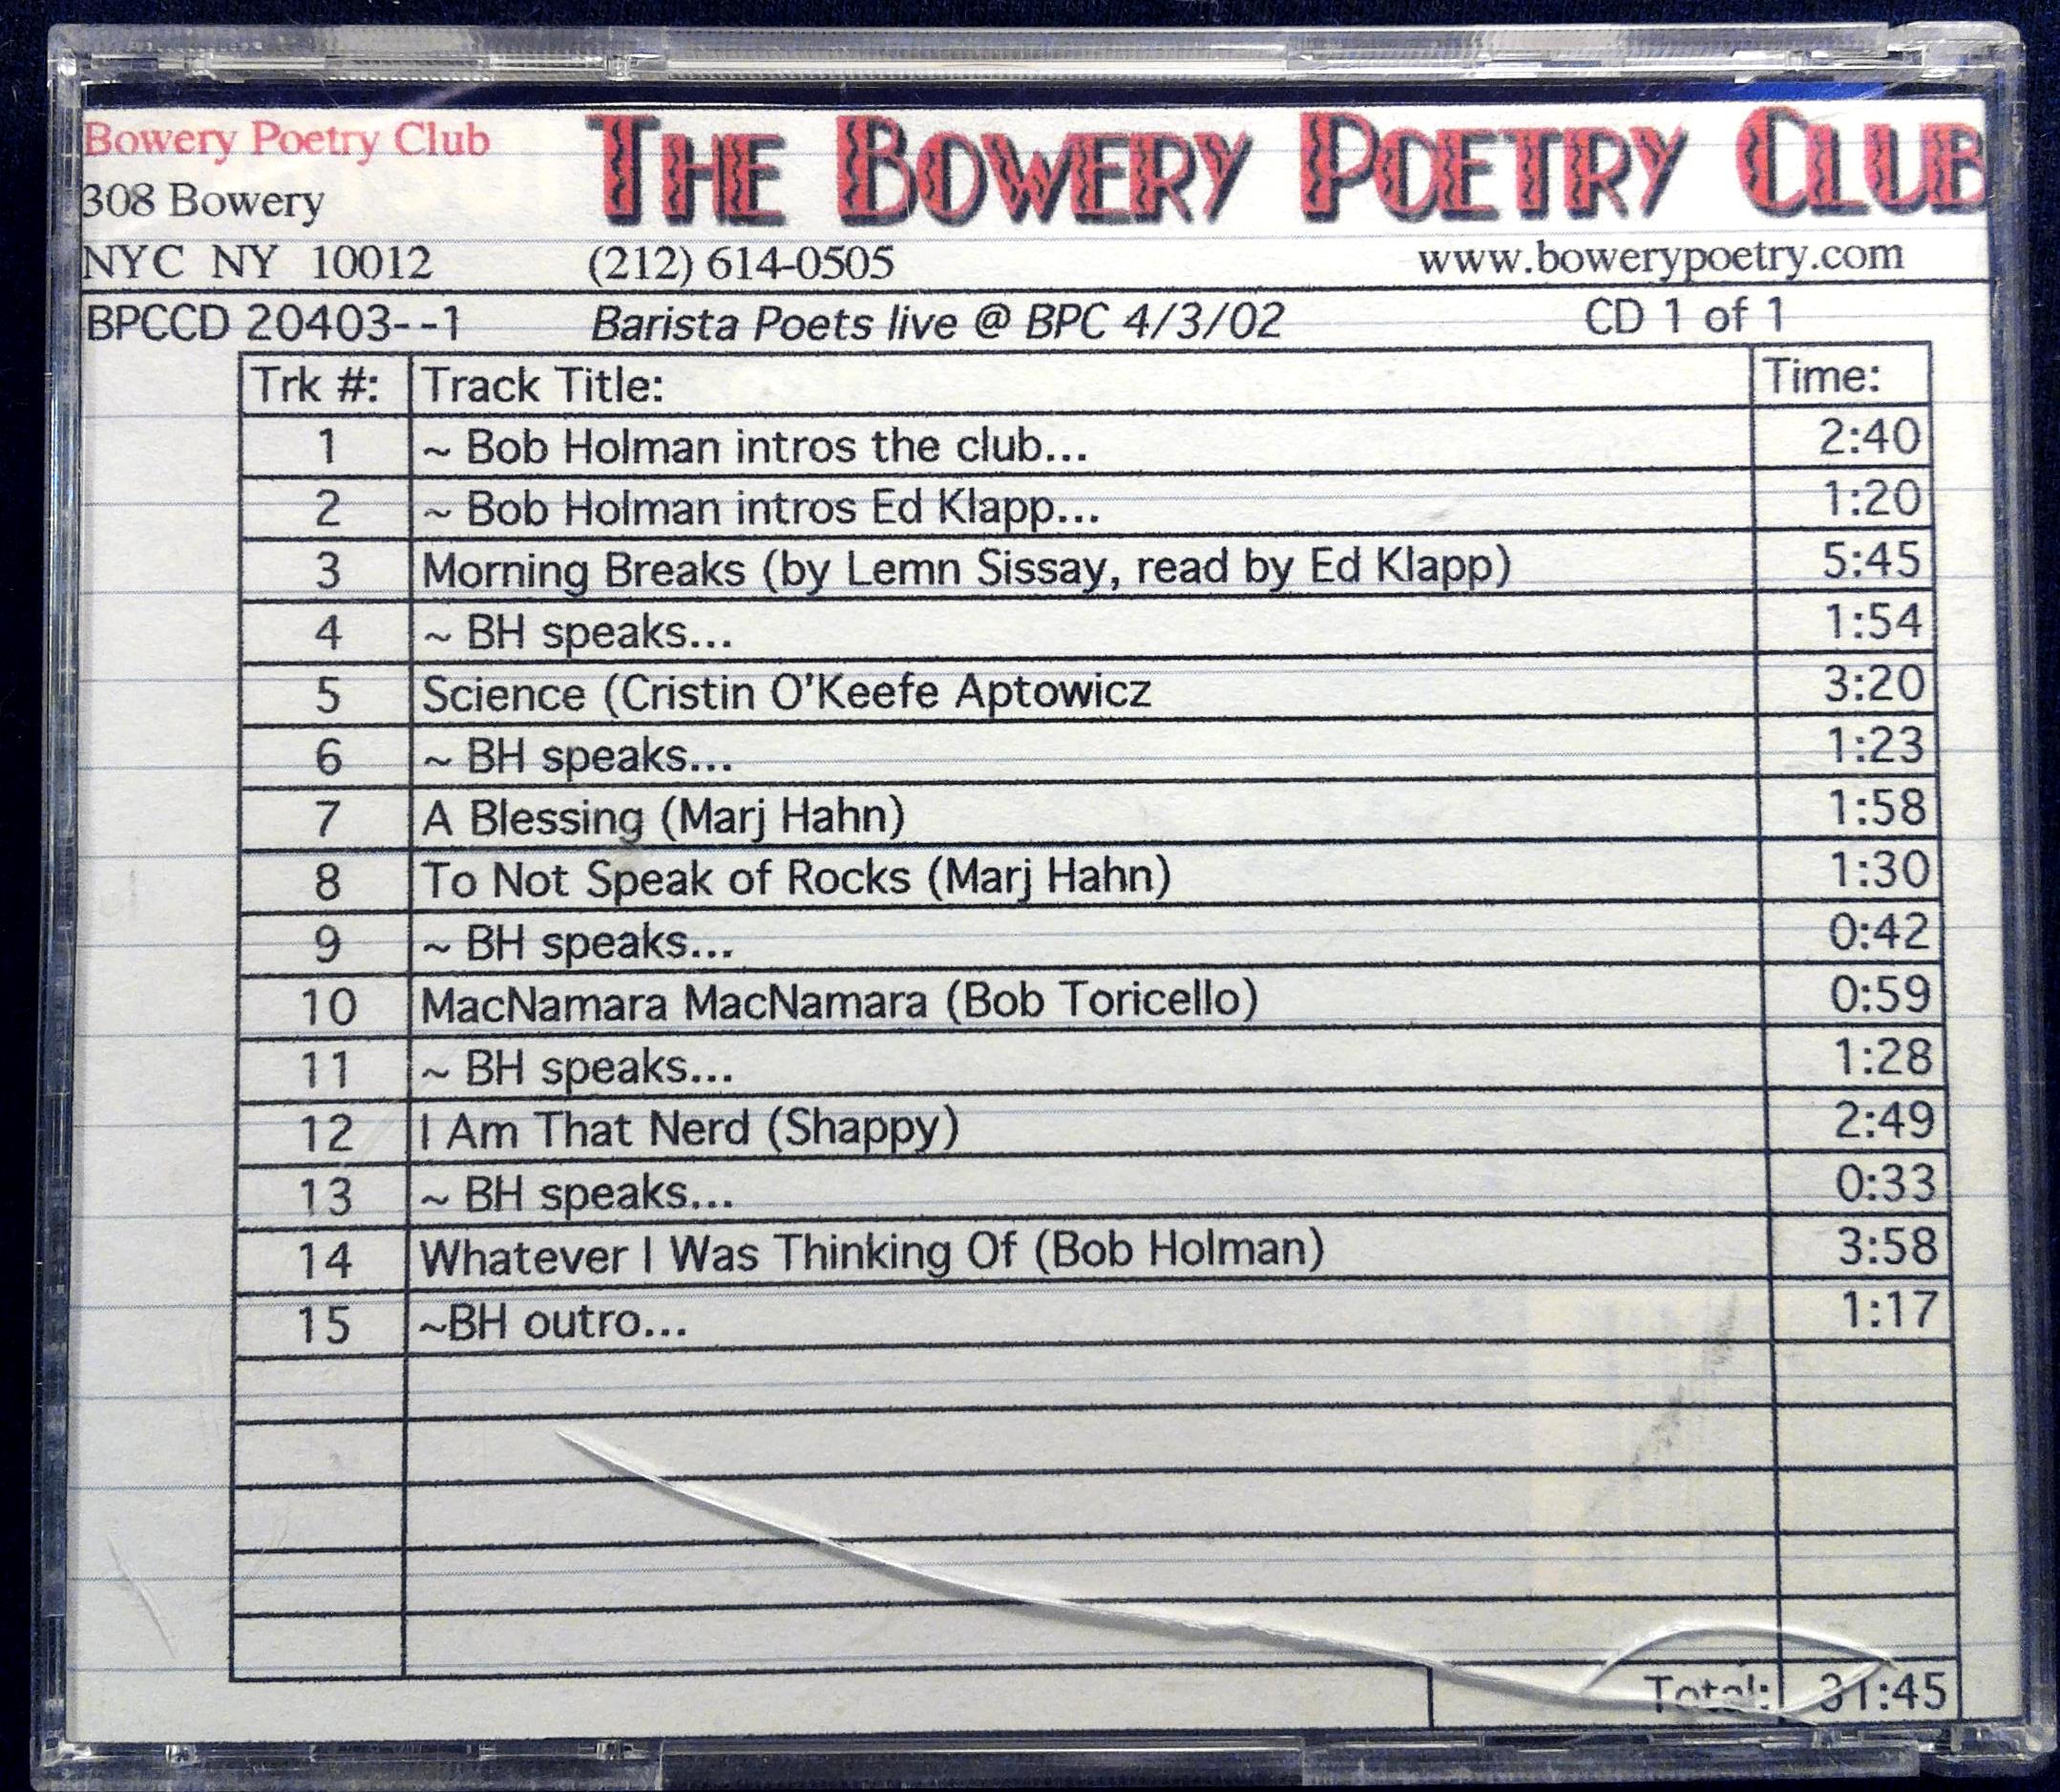 Bowery Poetry Club THE BOWERY POETRY CLUB
308 Bowery
NYC NY 10012 (212) 614-0505 www.bowerypoetry.com
BPCCD 20403--1 Barista Poets live @ BPC 4/3/02 CD 1 of 1
Trk #: Track Title: Time:
1 ~ Bob Holman intros the club... 2:40
2 ~ Bob Holman intros Ed Klapp... 1:20
3 Morning Breaks (by Lemn Sissay, read by Ed Klapp) 5:45
4 ~ BH speaks... 1:54
5 Science (Cristin O'Keefe Aptowicz 3:20
6 ~ BH speaks... 1:23
7 A Blessing (Marj Hahn) 1:58
8 To Not Speak of Rocks (Marj Hahn) 1:30
9 ~ BH speaks... 0:42
10 MacNamara MacNamara (Bob Toricello) 0:59
11 ~ BH speaks... 1:28
12 I Am That Nerd (Shappy) 2:49
13 ~ BH speaks... 0:33
14 Whatever I Was Thinking Of (Bob Holman) 3:58
15 ~BH outro... 1:17
Total: 31:45